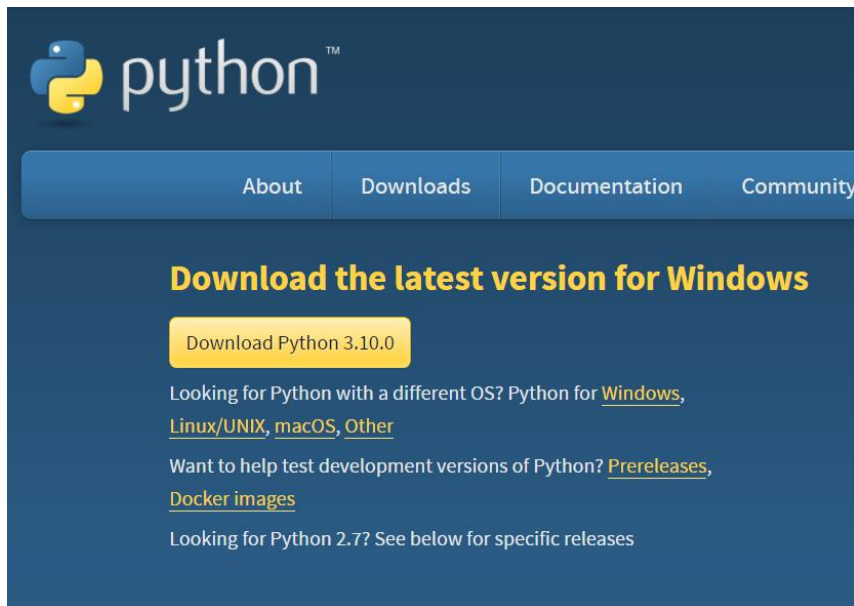 python™
About Downloads Documentation Community
Download the latest version for Windows
Download Python 3.10.0
Looking for Python with a different OS? Python for Windows,
Linux/UNIX, macOS, Other
Want to help test development versions of Python? Prereleases,
Docker images
Looking for Python 2.7? See below for specific releases